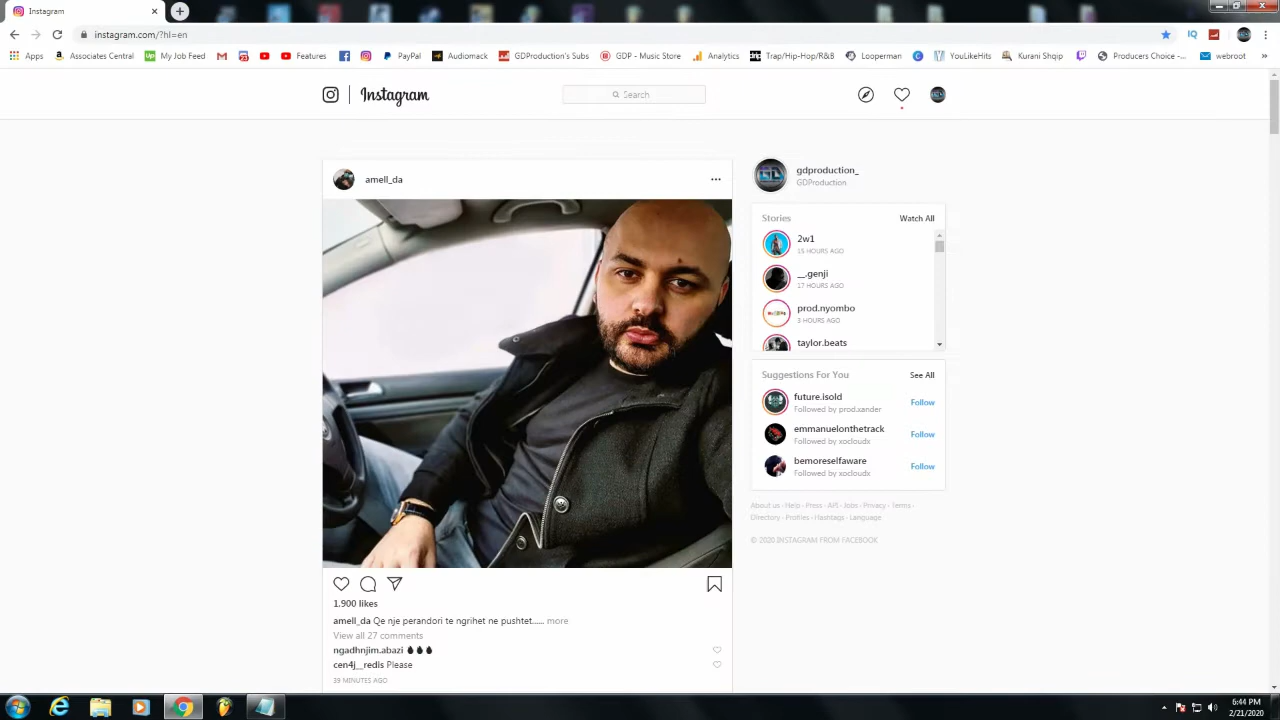 Instagram
instagram.com/?hl=en
Apps
Associates Central
My Job Feed
Features
PayPal
Audiomack
GDProduction's Subs
GDP - Music Store
Analytics
Trap/Hip-Hop/R&B
Looperman
YouLikeHits
Kurani Shqip
Producers Choice -...
webroot
Instagram
Search
amell_da
gdproduction_
GDProduction
Stories
Watch All
2w1
15 HOURS AGO
__.genji
17 HOURS AGO
prod.nyombo
3 HOURS AGO
taylor.beats
Suggestions For You
See All
future.isold
Followed by prod.xander
Follow
emmanuelonthetrack
Followed by xocloudx
Follow
bemoreselfaware
Followed by xocloudx
Follow
About us · Help · Press · API · Jobs · Privacy · Terms ·
Directory · Profiles · Hashtags · Language
© 2020 INSTAGRAM FROM FACEBOOK
1.900 likes
amell_da Qe nje perandori te ngrihet ne pushtet...... more
View all 27 comments
ngadhnjim.abazi
cen4j__redis Please
39 MINUTES AGO
6:44 PM
2/21/2020